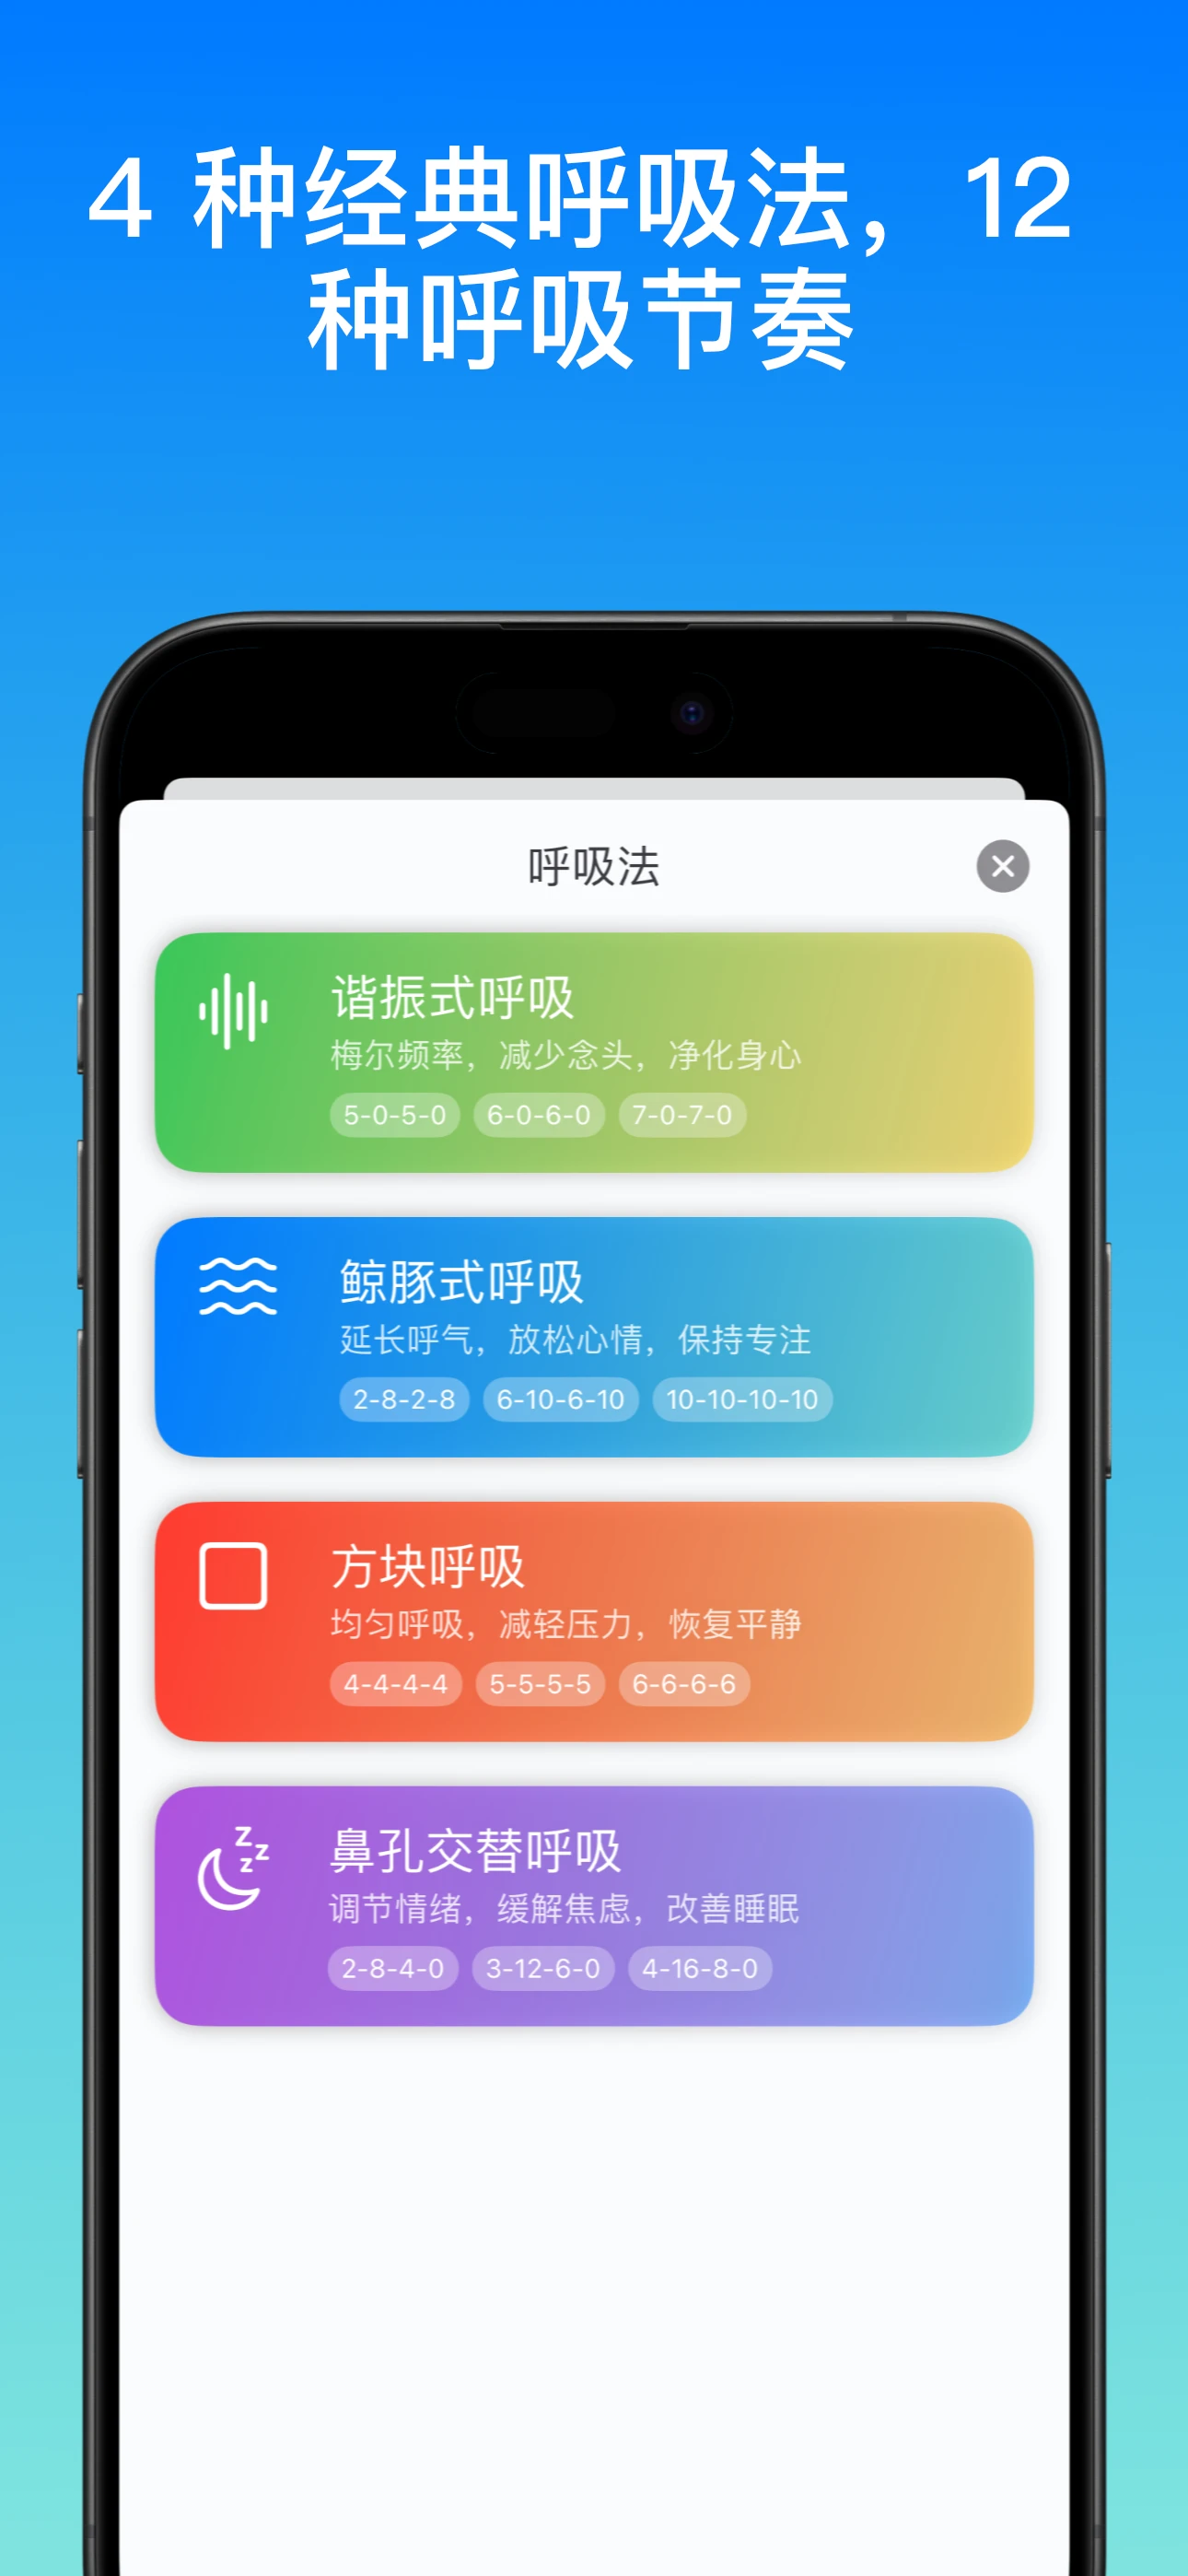 4 种经典呼吸法，12
种呼吸节奏
呼吸法
谐振式呼吸
梅尔频率，减少念头，净化身心
5-0-5-0 6-0-6-0 7-0-7-0
鲸豚式呼吸
延长呼气，放松心情，保持专注
2-8-2-8 6-10-6-10 10-10-10-10
方块呼吸
均匀呼吸，减轻压力，恢复平静
4-4-4-4 5-5-5-5 6-6-6-6
zzz
鼻孔交替呼吸
调节情绪，缓解焦虑，改善睡眠
2-8-4-0 3-12-6-0 4-16-8-0